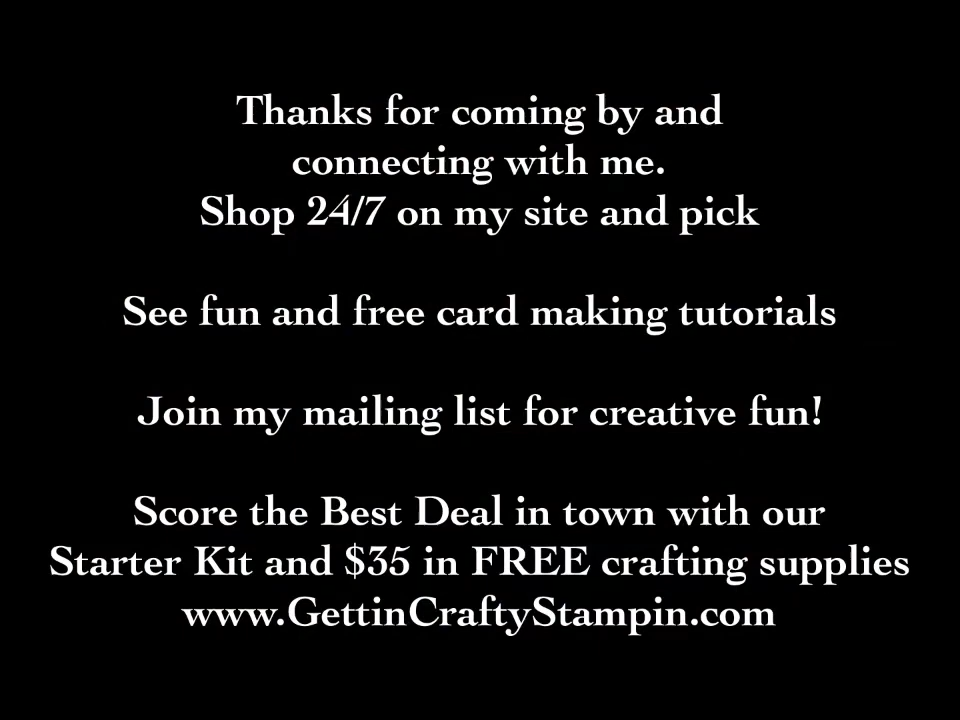 Thanks for coming by and
connecting with me.
Shop 24/7 on my site and pick
See fun and free card making tutorials
Join my mailing list for creative fun!
Score the Best Deal in town with our
Starter Kit and $35 in FREE crafting supplies
www.GettinCraftyStampin.com